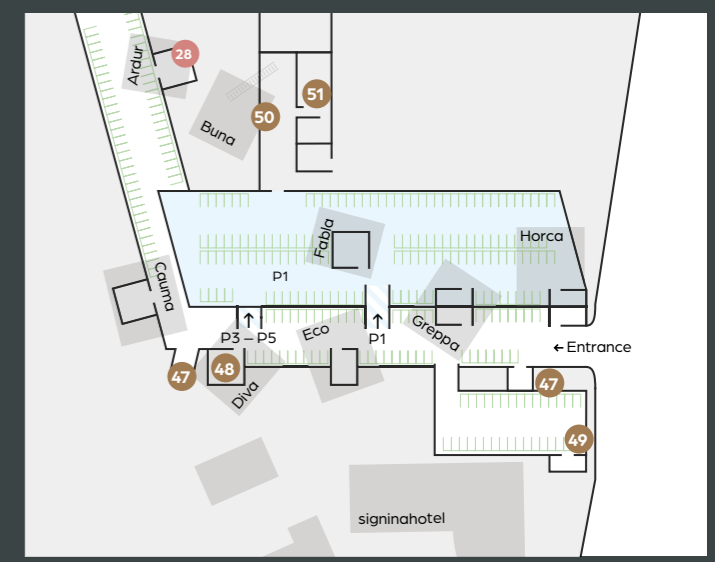 Ardur
28
51
50
Buna
Fabla
Horca
Cauma
P1
P3 – P5
Eco
P1
Greppa
← Entrance
47
48
Diva
47
49
signinahotel